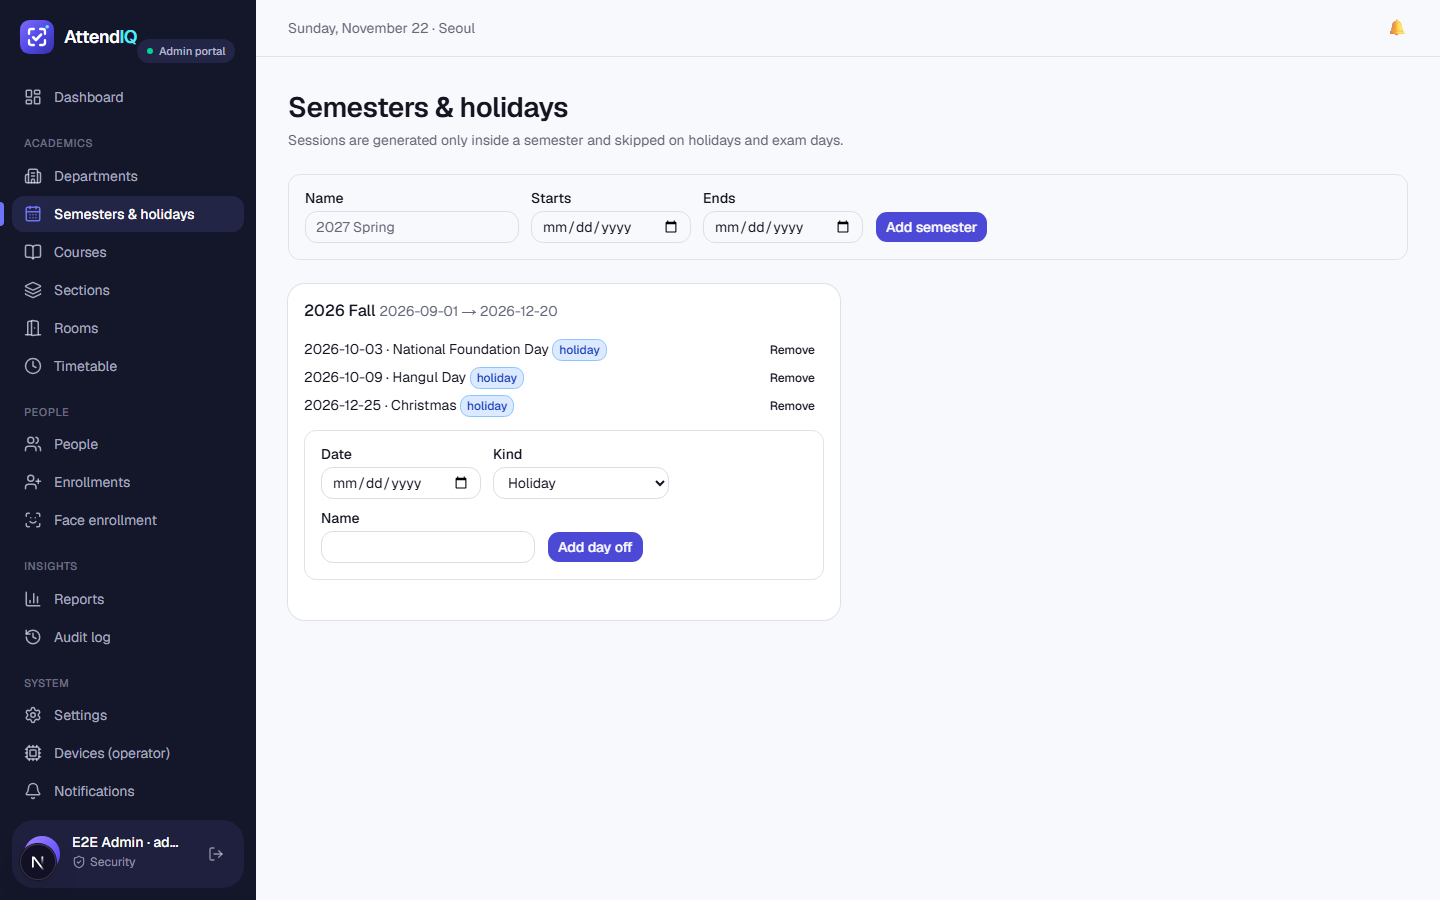 AttendIQ
Admin portal
Dashboard
ACADEMICS
Departments
Semesters & holidays
Courses
Sections
Rooms
Timetable
PEOPLE
People
Enrollments
Face enrollment
INSIGHTS
Reports
Audit log
SYSTEM
Settings
Devices (operator)
Notifications
E2E Admin · ad...
Security
N
Sunday, November 22 · Seoul
Semesters & holidays
Sessions are generated only inside a semester and skipped on holidays and exam days.
Name Starts Ends
2027 Spring mm/dd/yyyy mm/dd/yyyy Add semester
2026 Fall 2026-09-01 → 2026-12-20
2026-10-03 · National Foundation Day holiday Remove
2026-10-09 · Hangul Day holiday Remove
2026-12-25 · Christmas holiday Remove
Date Kind
mm/dd/yyyy Holiday
Name
Add day off